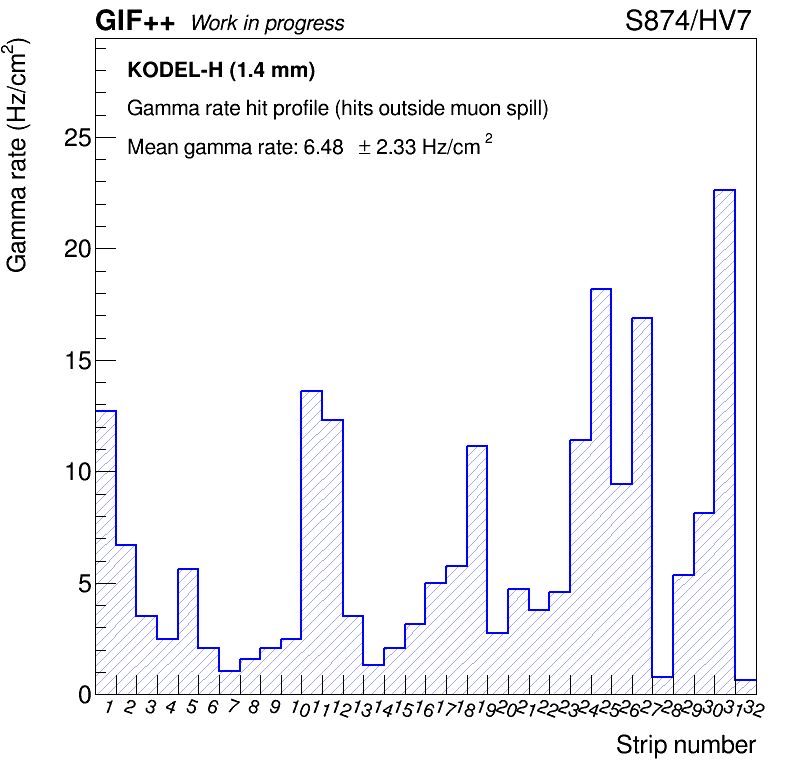 GIF++ Work in progress S874/HV7
Gamma rate (Hz/cm²)
KODEL-H (1.4 mm)
Gamma rate hit profile (hits outside muon spill)
Mean gamma rate: 6.48 ± 2.33 Hz/cm²
25
20
15
10
5
0
1 2 3 4 5 6 7 8 9 10 11 12 13 14 15 16 17 18 19 20 21 22 23 24 25 26 27 28 29 30 31 32
Strip number